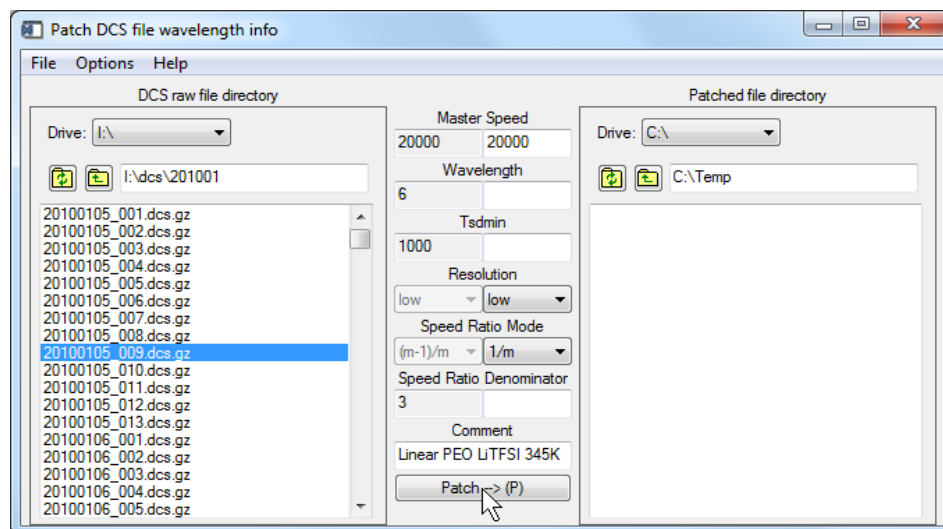 Patch DCS file wavelength info
File Options Help
DCS raw file directory
Drive: I:\
I:\dcs\201001
20100105_001.dcs.gz
20100105_002.dcs.gz
20100105_003.dcs.gz
20100105_004.dcs.gz
20100105_005.dcs.gz
20100105_006.dcs.gz
20100105_007.dcs.gz
20100105_008.dcs.gz
20100105_009.dcs.gz
20100105_010.dcs.gz
20100105_011.dcs.gz
20100105_012.dcs.gz
20100105_013.dcs.gz
20100106_001.dcs.gz
20100106_002.dcs.gz
20100106_003.dcs.gz
20100106_004.dcs.gz
20100106_005.dcs.gz
Master Speed
20000 20000
Wavelength
6
Tsdmin
1000
Resolution
low low
Speed Ratio Mode
(m-1)/m 1/m
Speed Ratio Denominator
3
Comment
Linear PEO LiTFSI 345K
Patch --> (P)
Patched file directory
Drive: C:\
C:\Temp